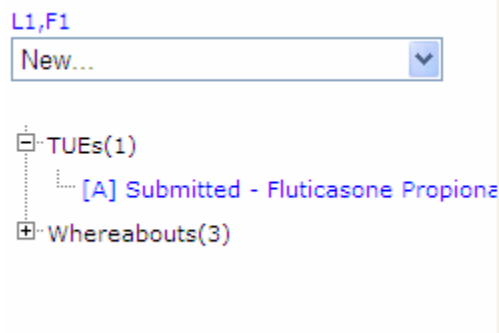 L1,F1
New...
TUEs(1)
[A] Submitted - Fluticasone Propiona
Whereabouts(3)